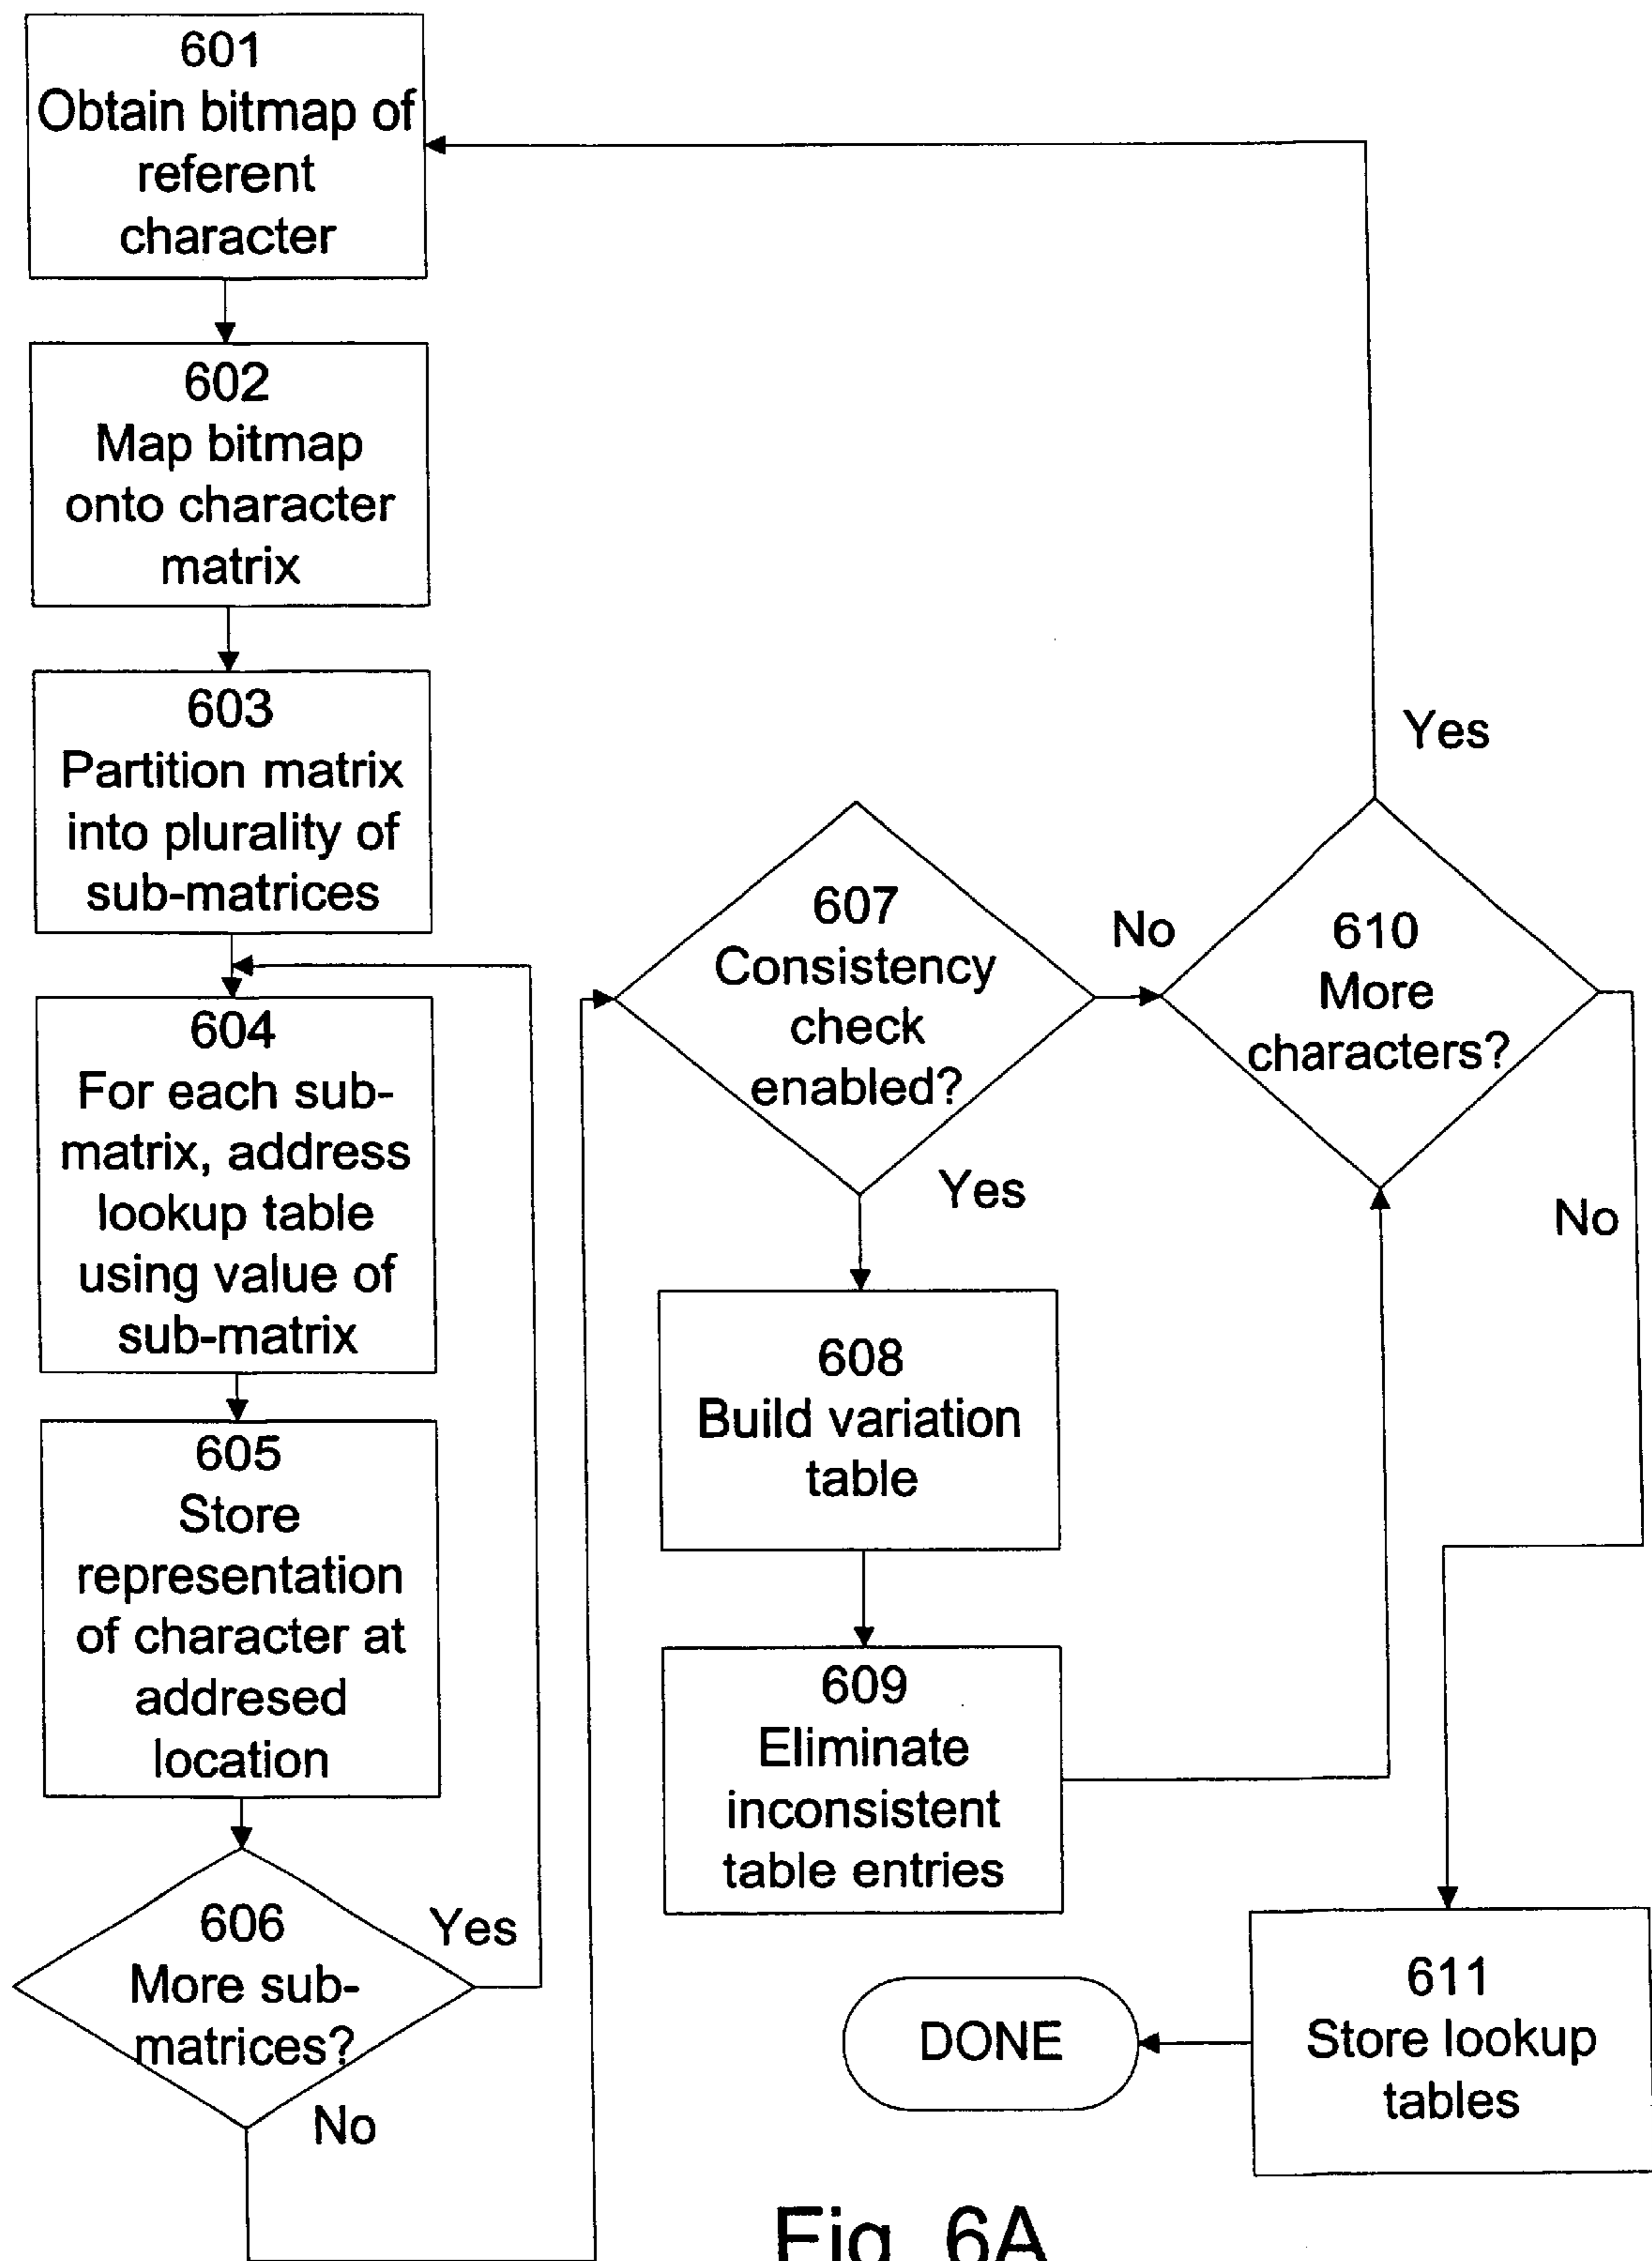 601
Obtain bitmap of
referent
character
602
Map bitmap
onto character
matrix
603
Partition matrix
into plurality of
sub-matrices
604
For each sub-
matrix, address
lookup table
using value of
sub-matrix
605
Store
representation
of character at
addresed
location
606
More sub-
matrices?
Yes
No
607
Consistency
check
enabled?
No
Yes
608
Build variation
table
609
Eliminate
inconsistent
table entries
610
More
characters?
Yes
No
611
Store lookup
tables
DONE
Fig. 6A